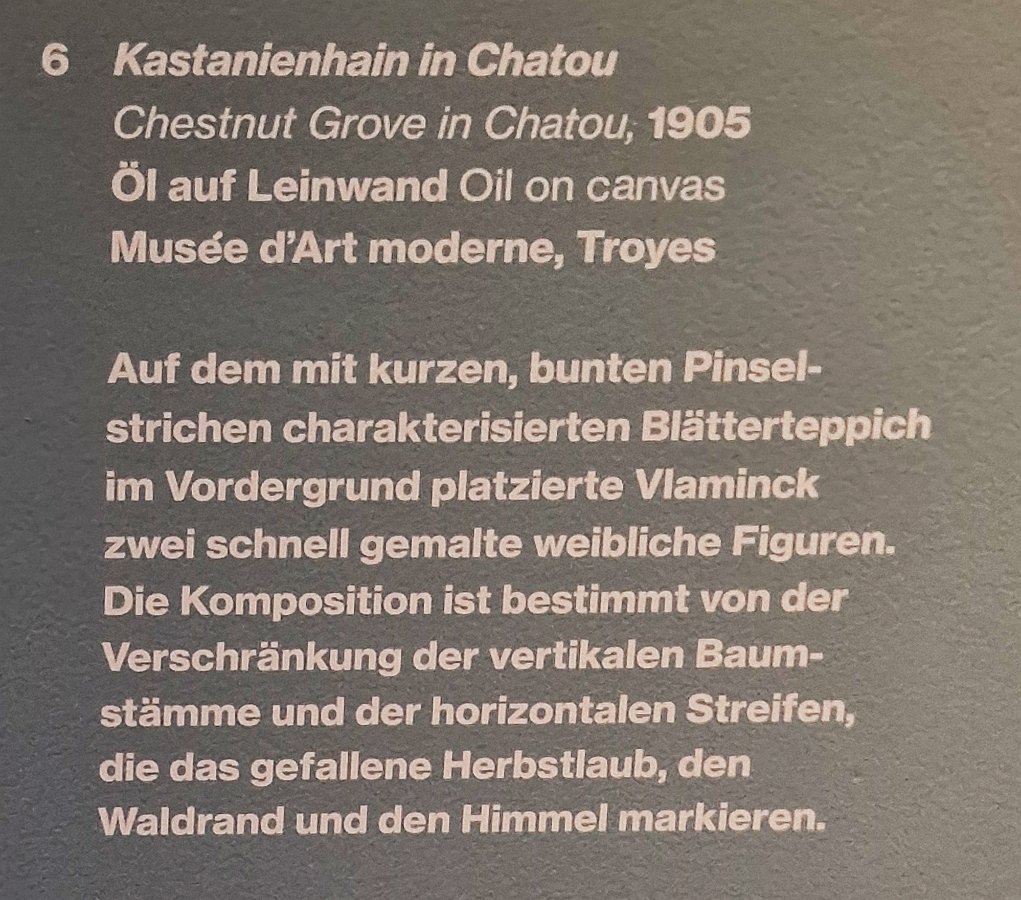 6 Kastanienhain in Chatou
Chestnut Grove in Chatou, 1905
Öl auf Leinwand Oil on canvas
Musée d’Art moderne, Troyes
Auf dem mit kurzen, bunten Pinsel-
strichen charakterisierten Blätterteppich
im Vordergrund platzierte Vlaminck
zwei schnell gemalte weibliche Figuren.
Die Komposition ist bestimmt von der
Verschränkung der vertikalen Baum-
stämme und der horizontalen Streifen,
die das gefallene Herbstlaub, den
Waldrand und den Himmel markieren.